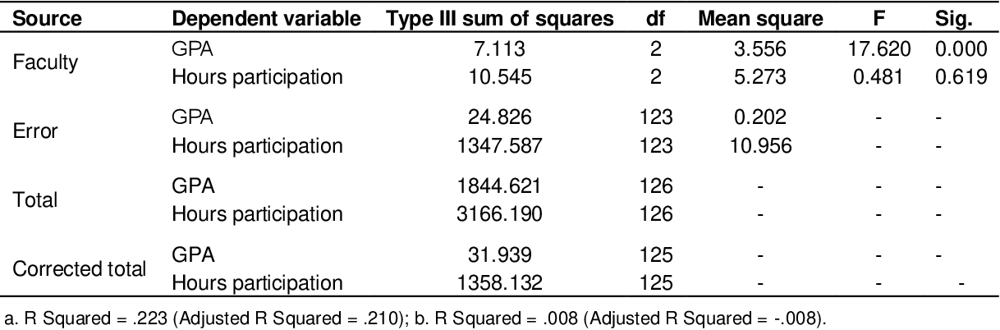 Source Dependent variable Type III sum of squares df Mean square F Sig.
Faculty GPA 7.113 2 3.556 17.620 0.000
Hours participation 10.545 2 5.273 0.481 0.619
Error GPA 24.826 123 0.202 - -
Hours participation 1347.587 123 10.956 - -
Total GPA 1844.621 126 - - -
Hours participation 3166.190 126 - - -
Corrected total GPA 31.939 125 - - -
Hours participation 1358.132 125 - - -
a. R Squared = .223 (Adjusted R Squared = .210); b. R Squared = .008 (Adjusted R Squared = -.008).